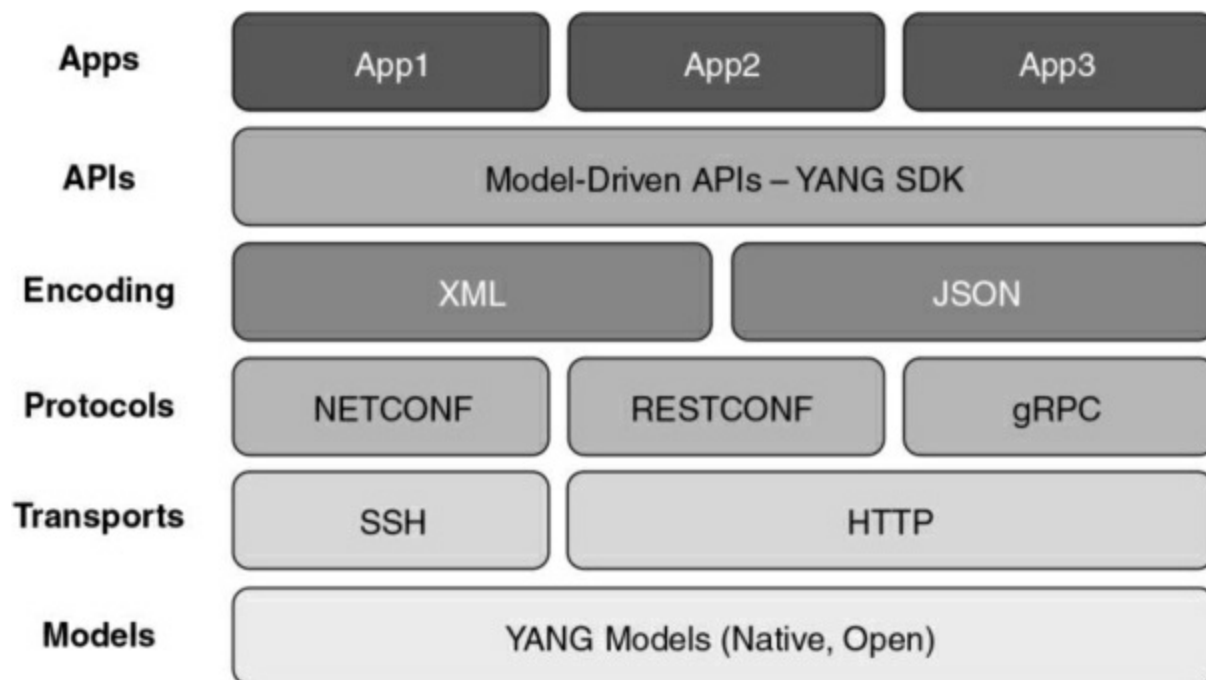 Apps App1 App2 App3
APIs Model-Driven APIs – YANG SDK
Encoding XML JSON
Protocols NETCONF RESTCONF gRPC
Transports SSH HTTP
Models YANG Models (Native, Open)